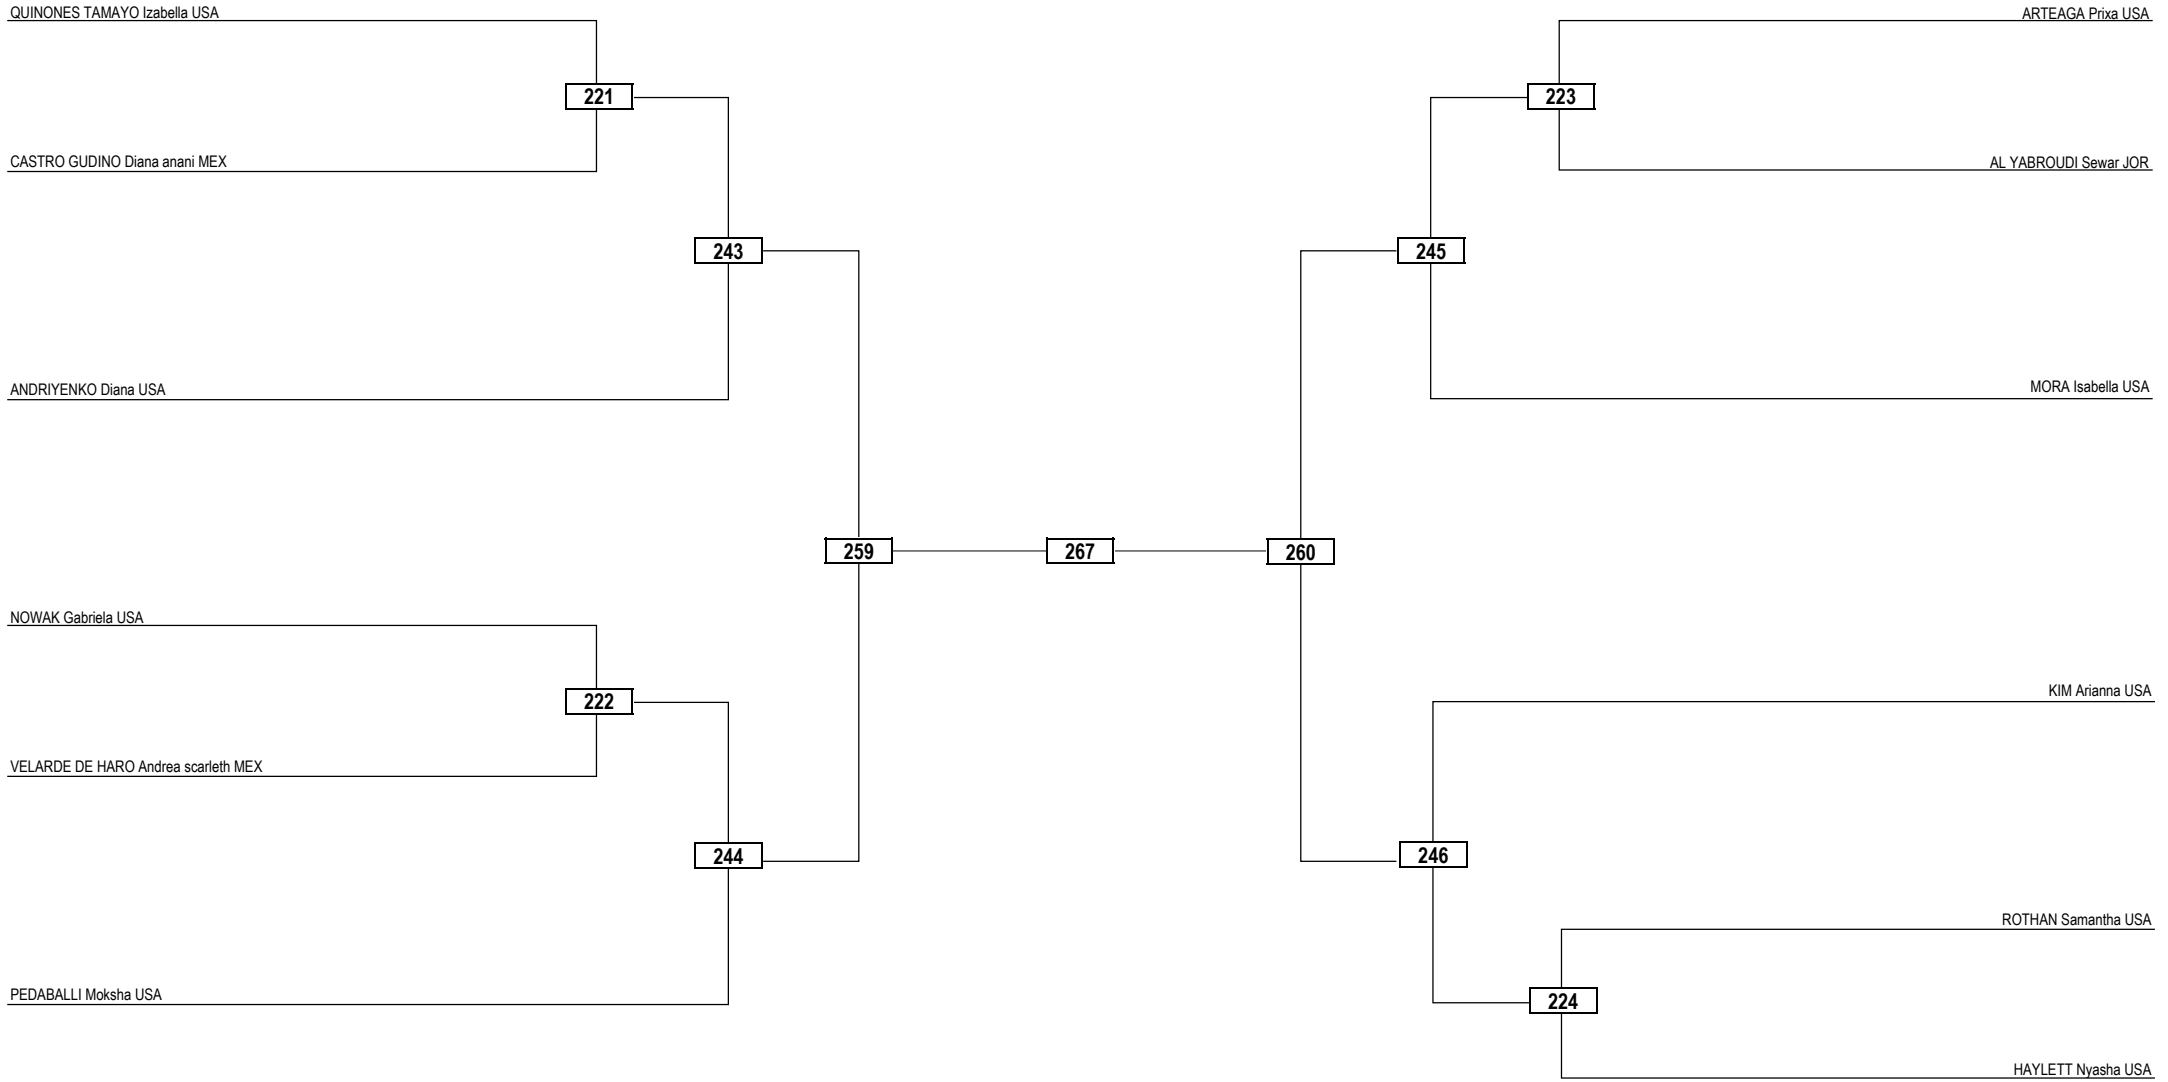 QUINONES TAMAYO Izabella USA
ARTEAGA Prixa USA
221
223
CASTRO GUDINO Diana anani MEX
AL YABROUDI Sewar JOR
243
245
ANDRIYENKO Diana USA
MORA Isabella USA
259
267
260
NOWAK Gabriela USA
KIM Arianna USA
222
VELARDE DE HARO Andrea scarleth MEX
244
246
ROTHAN Samantha USA
PEDABALLI Moksha USA
224
HAYLETT Nyasha USA